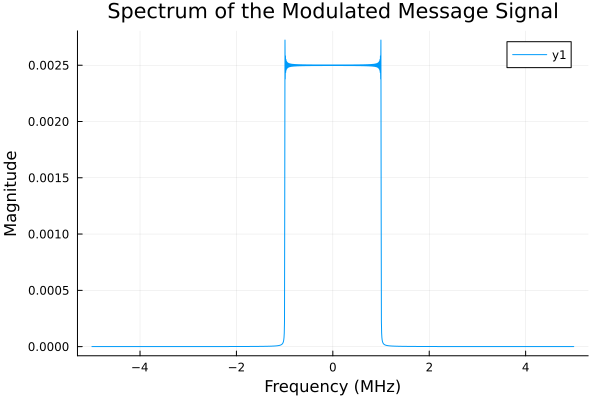 Spectrum of the Modulated Message Signal
y1
Magnitude
0.0025
0.0020
0.0015
0.0010
0.0005
0.0000
−4 −2 0 2 4
Frequency (MHz)